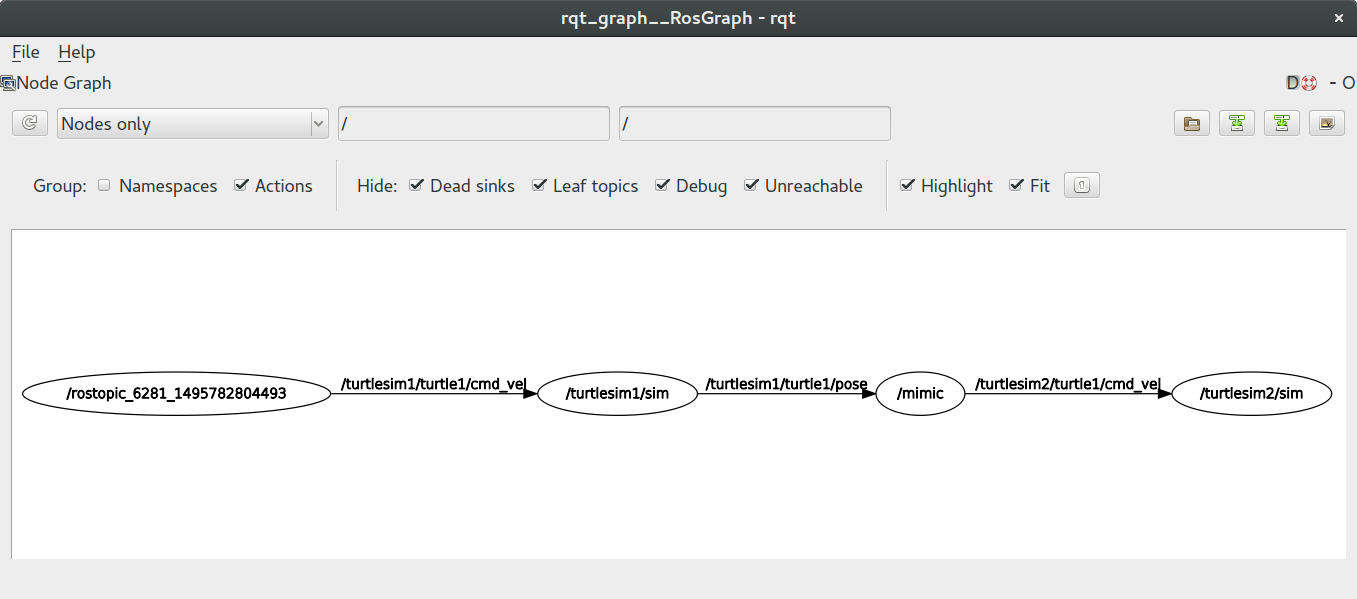 rqt_graph__RosGraph - rqt
File Help
Node Graph D - O
Nodes only / /
Group: Namespaces Actions Hide: Dead sinks Leaf topics Debug Unreachable Highlight Fit 1
/rostopic_6281_1495782804493 /turtlesim1/turtle1/cmd_vel /turtlesim1/sim /turtlesim1/turtle1/pose /mimic /turtlesim2/turtle1/cmd_vel /turtlesim2/sim